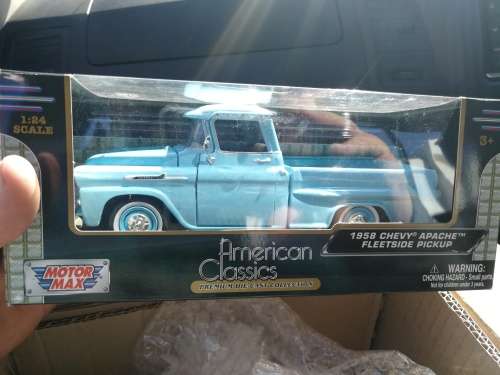 1:24
SCALE
3+
1958 CHEVY® APACHE™
FLEETSIDE PICKUP
American
Classics
PREMIUM DIE CAST COLLECTION
MOTOR
MAX
WARNING:
CHOKING HAZARD - Small parts.
Not for children under 3 years.